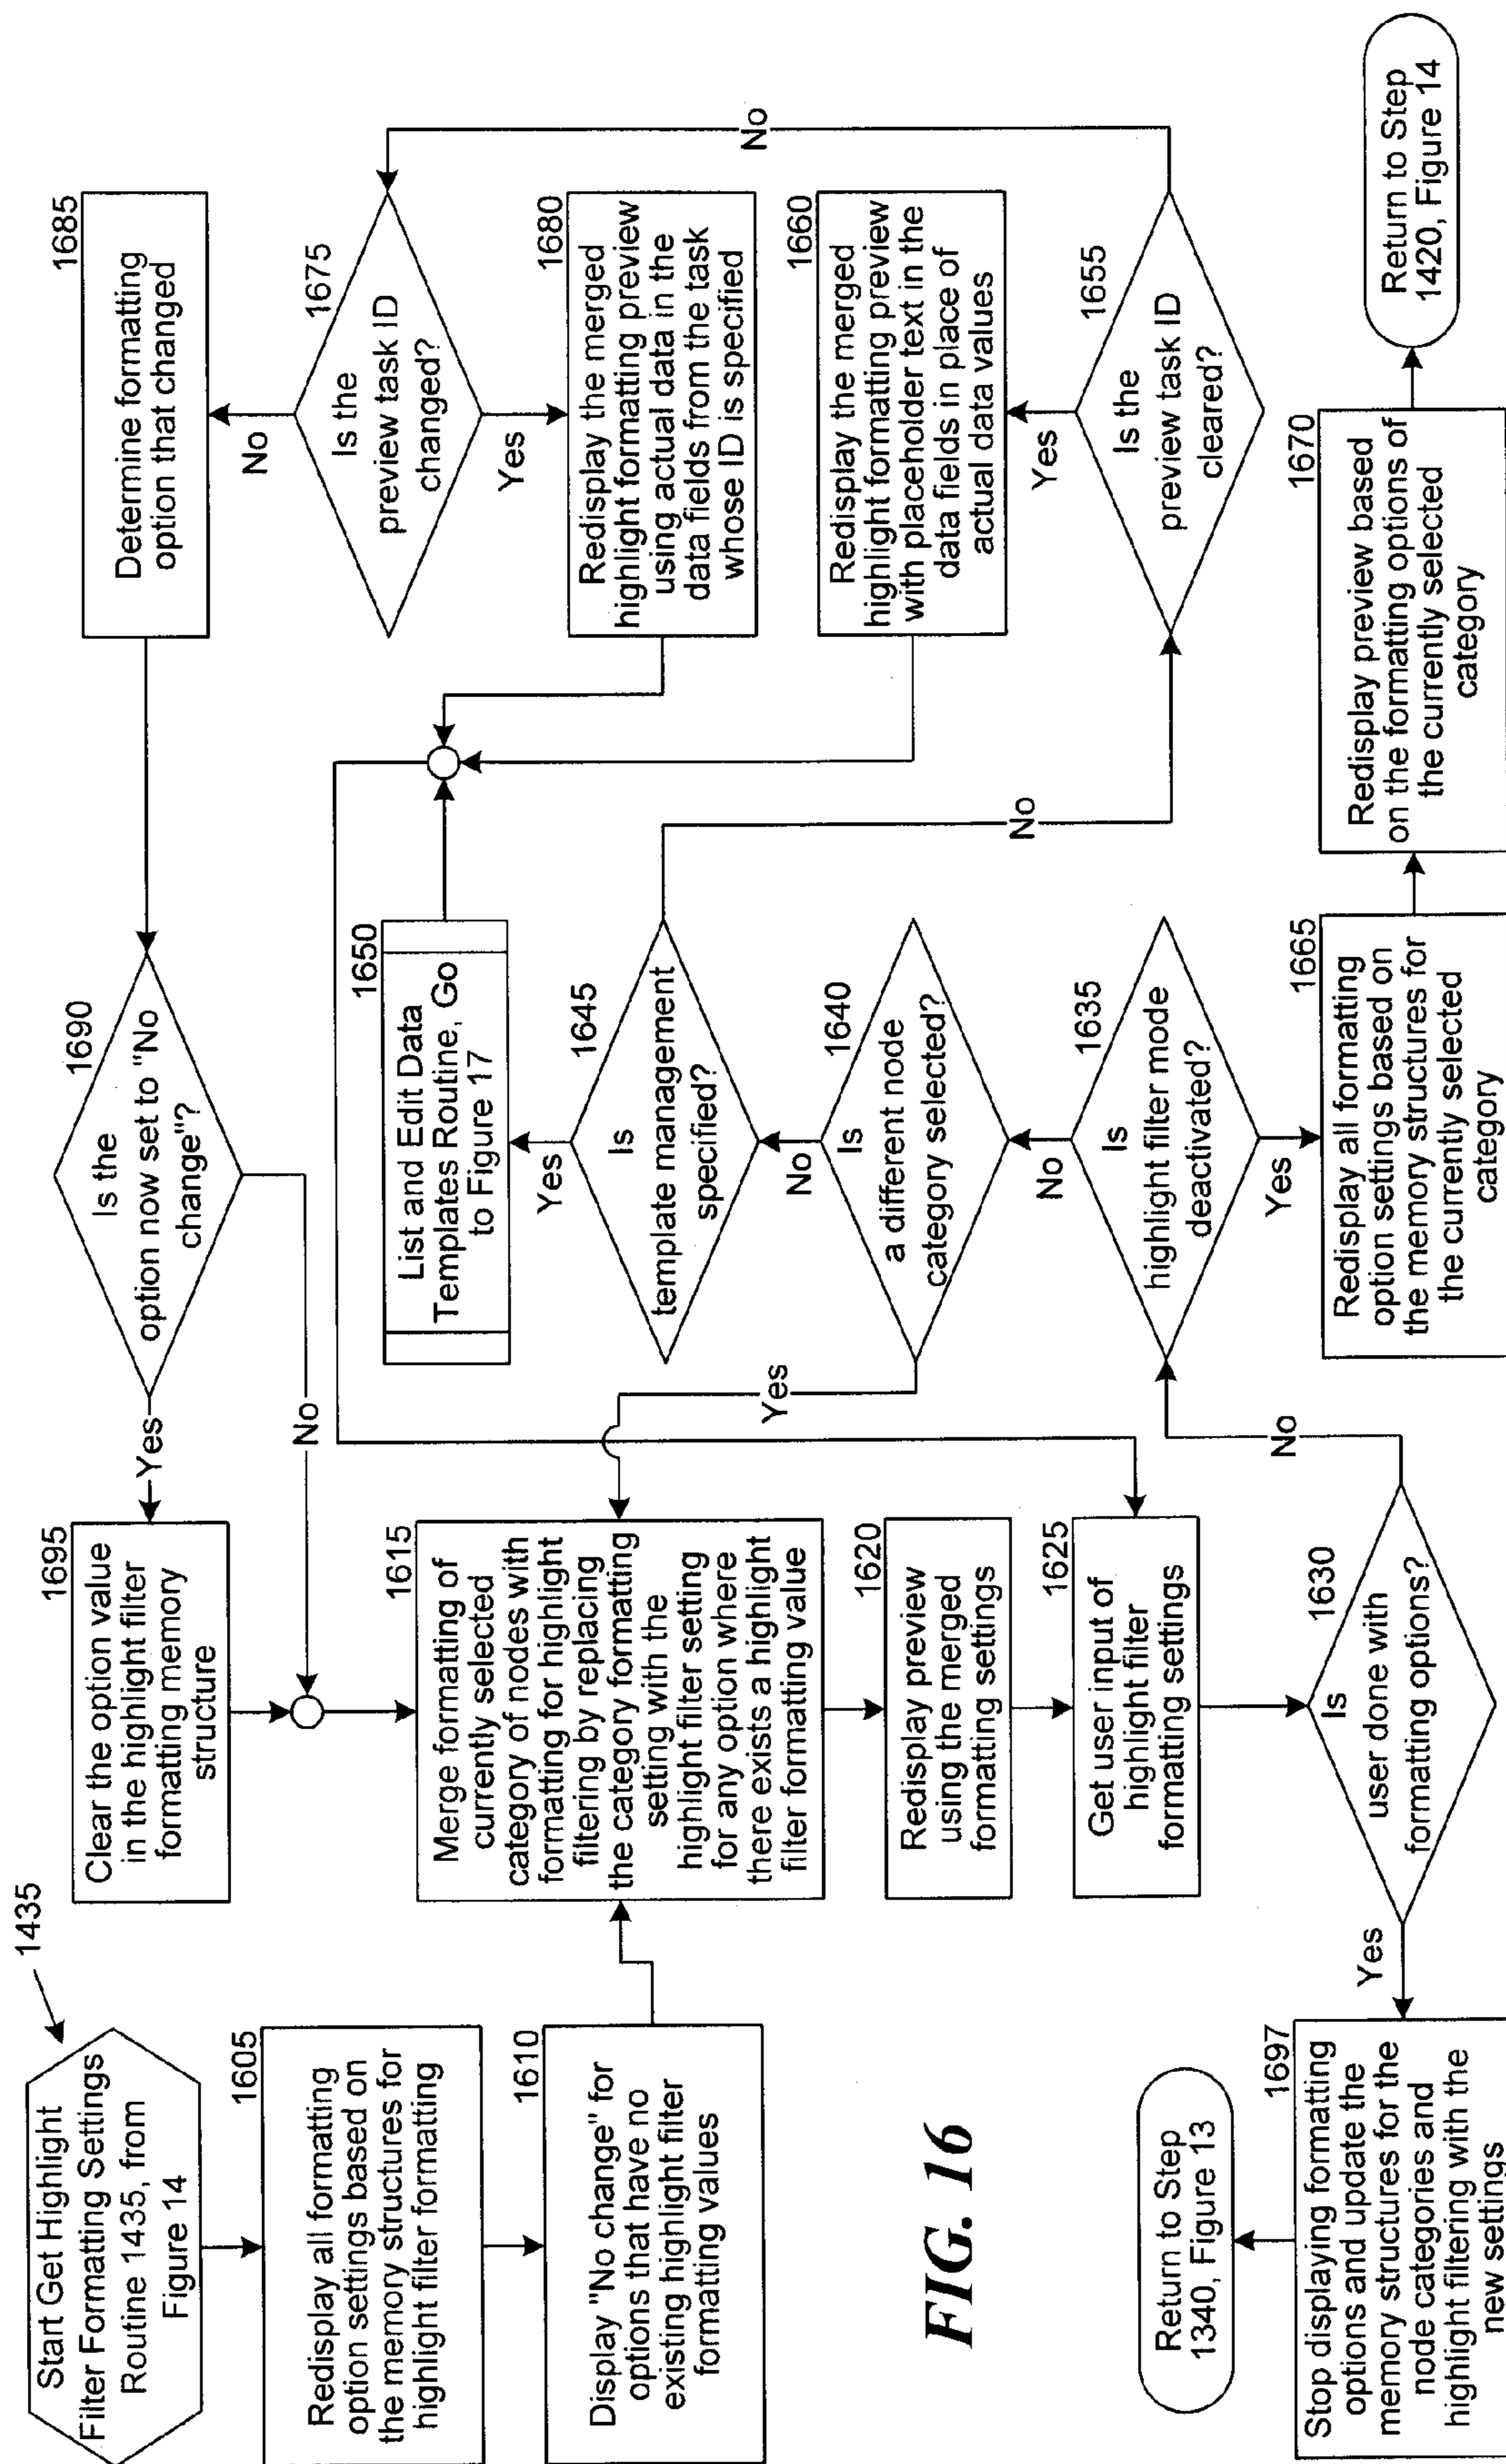 1435
Start Get Highlight
Filter Formatting Settings
Routine 1435, from
Figure 14
1605
Redisplay all formatting
option settings based on
the memory structures for
highlight filter formatting
1610
Display "No change" for
options that have no
existing highlight filter
formatting values
1695
Clear the option value
in the highlight filter
formatting memory
structure
Yes
No
1615
Merge formatting of
currently selected
category of nodes with
formatting for highlight
filtering by replacing
the category formatting
setting with the
highlight filter setting
for any option where
there exists a highlight
filter formatting value
1620
Redisplay preview
using the merged
formatting settings
1625
Get user input of
highlight filter
formatting settings
1630
Is
user done with
formatting options?
Yes
No
1697
Stop displaying formatting
options and update the
memory structures for the
node categories and
highlight filtering with the
new settings
Return to Step
1340, Figure 13
1690
Is the
option now set to "No
change"?
1650
List and Edit Data
Templates Routine, Go
to Figure 17
Yes
1645
Is
template management
specified?
No
No
1640
Is
a different node
category selected?
Yes
No
1635
Is
highlight filter mode
deactivated?
Yes
1665
Redisplay all formatting
option settings based on
the memory structures for
the currently selected
category
1685
Determine formatting
option that changed
No
1675
Is the
preview task ID
changed?
Yes
1680
Redisplay the merged
highlight formatting preview
using actual data in the
data fields from the task
whose ID is specified
1660
Redisplay the merged
highlight formatting preview
with placeholder text in the
data fields in place of
actual data values
Yes
1655
Is the
preview task ID
cleared?
No
1670
Redisplay preview based
on the formatting options of
the currently selected
category
Return to Step
1420, Figure 14
FIG. 16